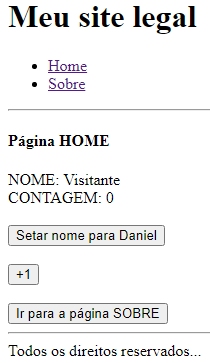 Meu site legal
Home
Sobre
Página HOME
NOME: Visitante
CONTAGEM: 0
Setar nome para Daniel
+1
Ir para a página SOBRE
Todos os direitos reservados...